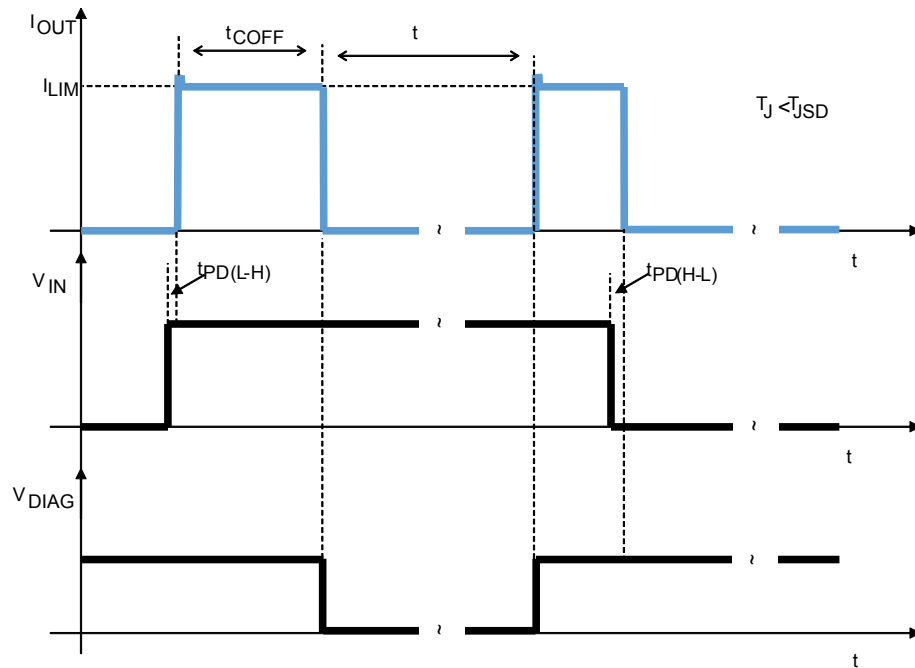 IOUT
tCOFF
t
ILIM
TJ <TJSD
~
~
t
VIN
tPD(L-H)
tPD(H-L)
~
~
t
VDIAG
~
~
t